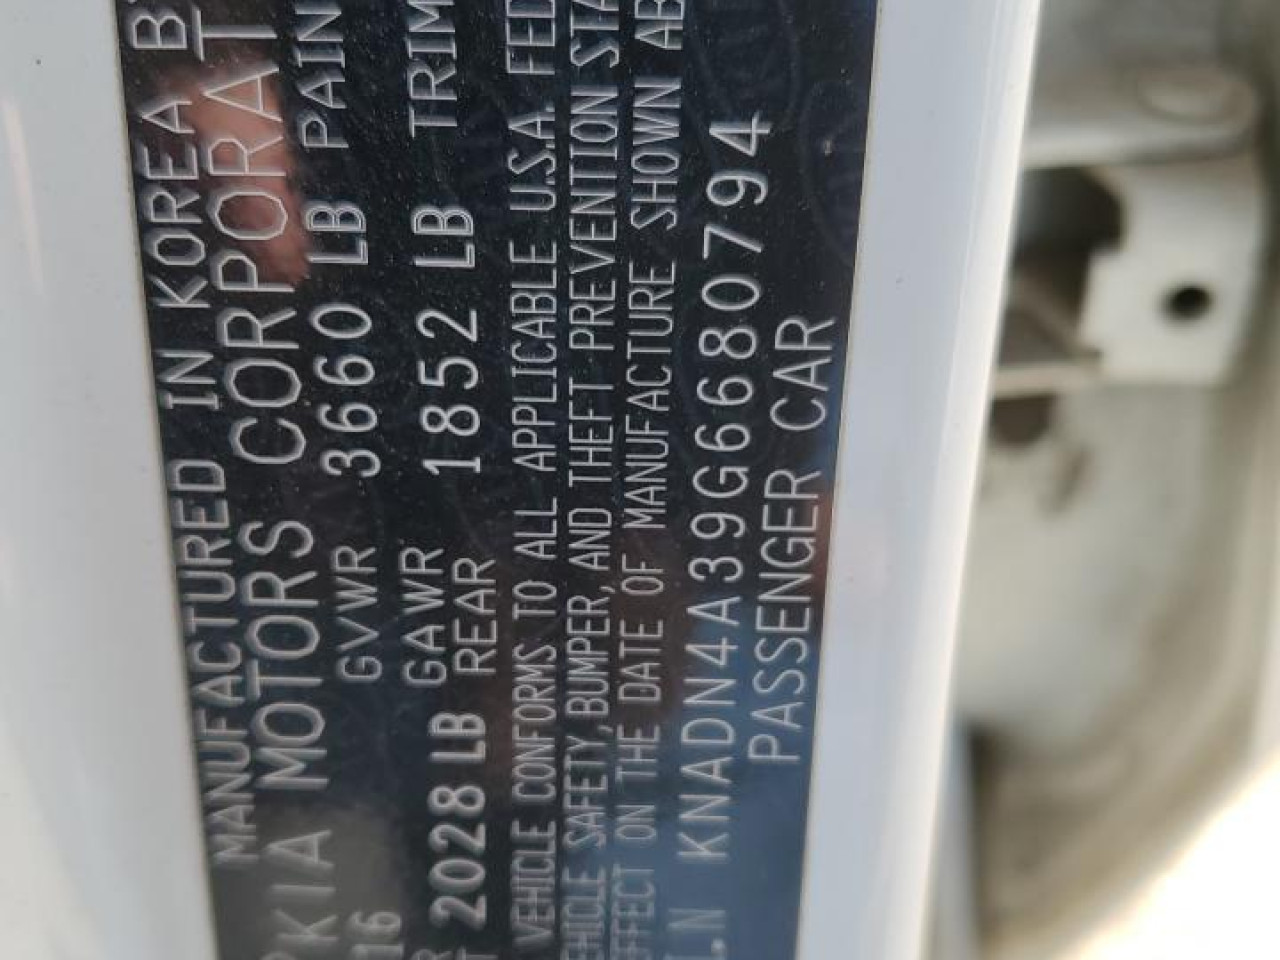 MANUFACTURED IN KOREA B
KIA MOTORS CORPORAT
16 GVWR 3660 LB PAIN
GAWR
2028 LB REAR 1852 LB TRIM
VEHICLE CONFORMS TO ALL APPLICABLE U.S.A. FED
EHICLE SAFETY, BUMPER, AND THEFT PREVENTION STA
EFFECT ON THE DATE OF MANUFACTURE SHOWN AB
I.N KNADN4A39G6680794
PASSENGER CAR